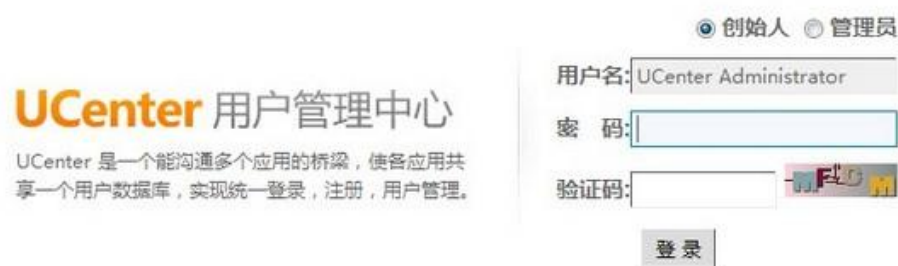 创始人 管理员
UCenter 用户管理中心
UCenter 是一个能沟通多个应用的桥梁，使各应用共
享一个用户数据库，实现统一登录，注册，用户管理。
用户名: UCenter Administrator
密 码:
验证码:
登 录